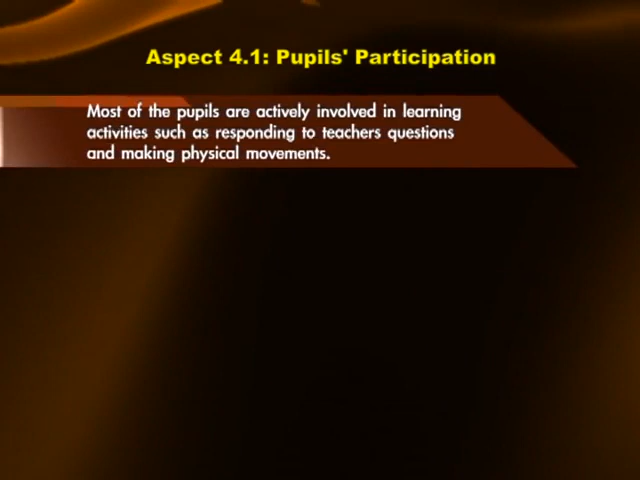 Aspect 4.1: Pupils' Participation
Most of the pupils are actively involved in learning
activities such as responding to teachers questions
and making physical movements.